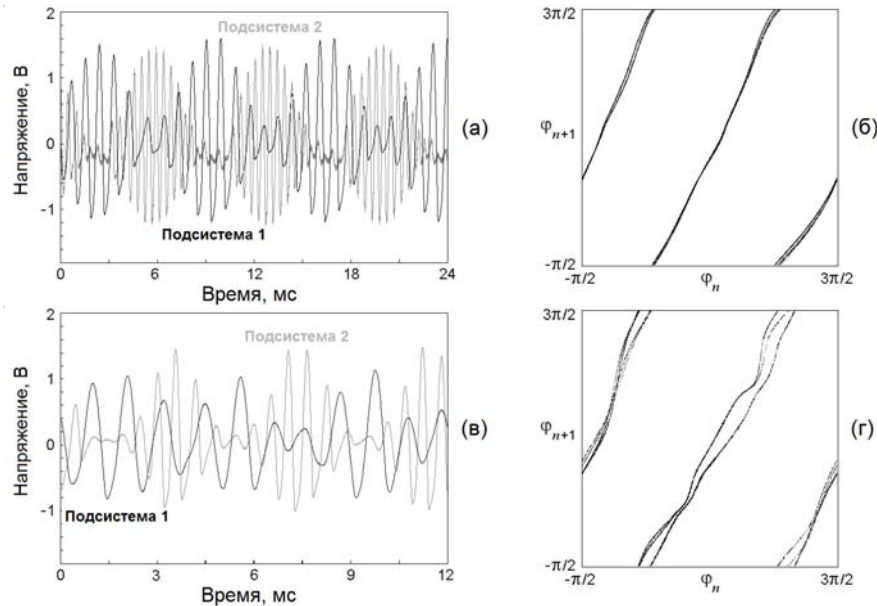 Подсистема 2
Напряжение, В
2
1
0
-1
Подсистема 1
0
6
12
18
24
Время, мс
(а)
3π/2
φn+1
-π/2
-π/2
φn
3π/2
(б)
Подсистема 2
Напряжение, В
2
1
0
-1
Подсистема 1
0
3
6
9
12
Время, мс
(в)
3π/2
φn+1
-π/2
-π/2
φn
3π/2
(г)